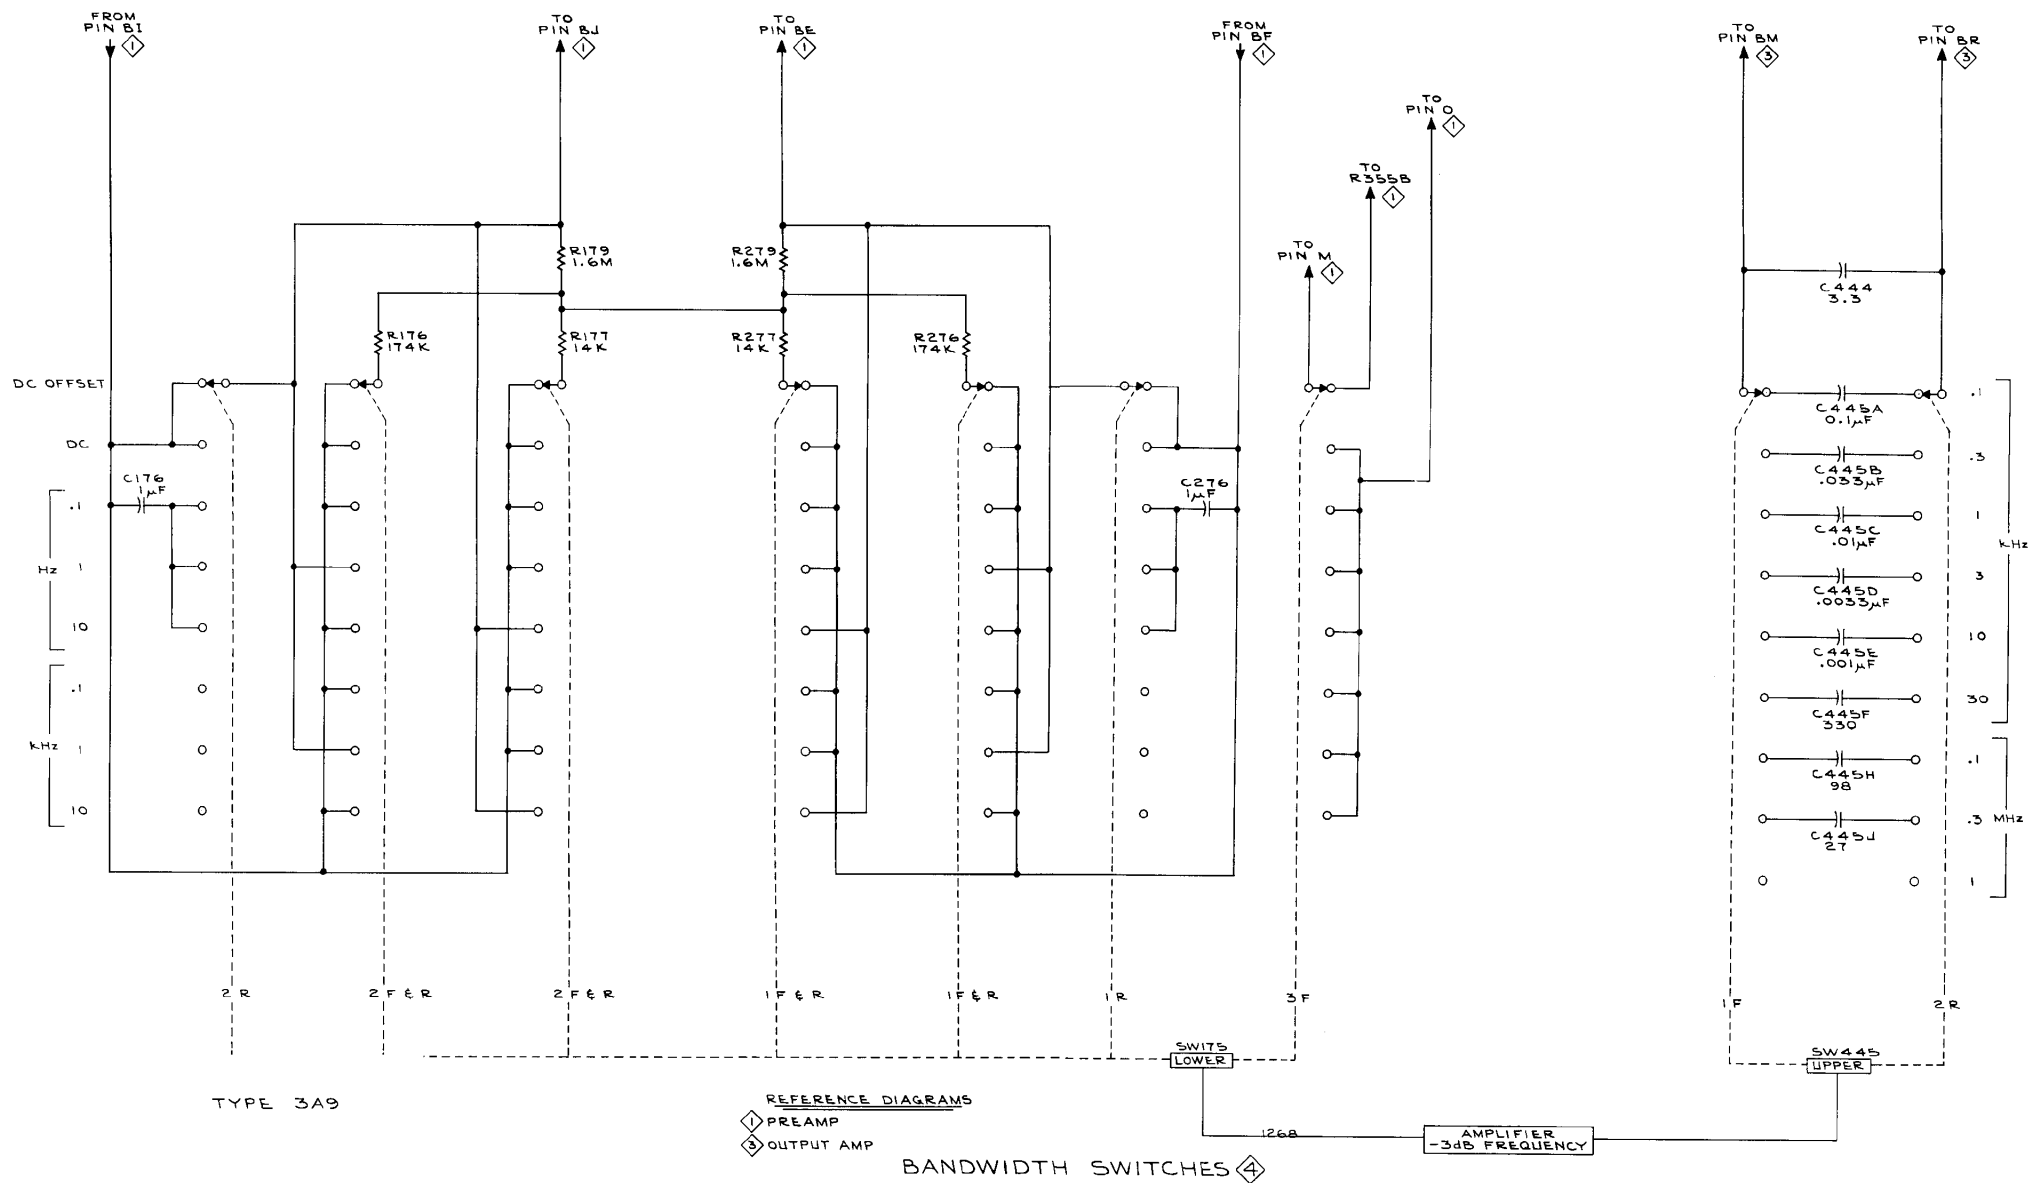 FROM
PIN BI
1
TO
PIN BJ
1
TO
PIN BE
1
FROM
PIN BF
1
TO
PIN BM
3
TO
PIN BR
3
TO
PIN O
1
TO
R355B
1
TO
PIN M
1
R179
1.6M
R279
1.6M
C444
3.3
R176
174K
R177
14K
R277
14K
R276
174K
DC OFFSET
DC
C176
1μF
C276
1μF
Hz
.1
1
10
kHz
.1
1
10
C445A
0.1μF
C445B
.033μF
C445C
.01μF
C445D
.0033μF
C445E
.001μF
C445F
330
C445H
98
C445J
27
.1
.3
1
3
10
30
kHz
.1
.3
1
MHz
2R
2F & R
2F & R
1F & R
1F & R
1R
3F
1F
2R
SW175
LOWER
SW445
UPPER
TYPE 3A9
REFERENCE DIAGRAMS
1 PREAMP
3 OUTPUT AMP
1268
AMPLIFIER
-3dB FREQUENCY
BANDWIDTH SWITCHES 4